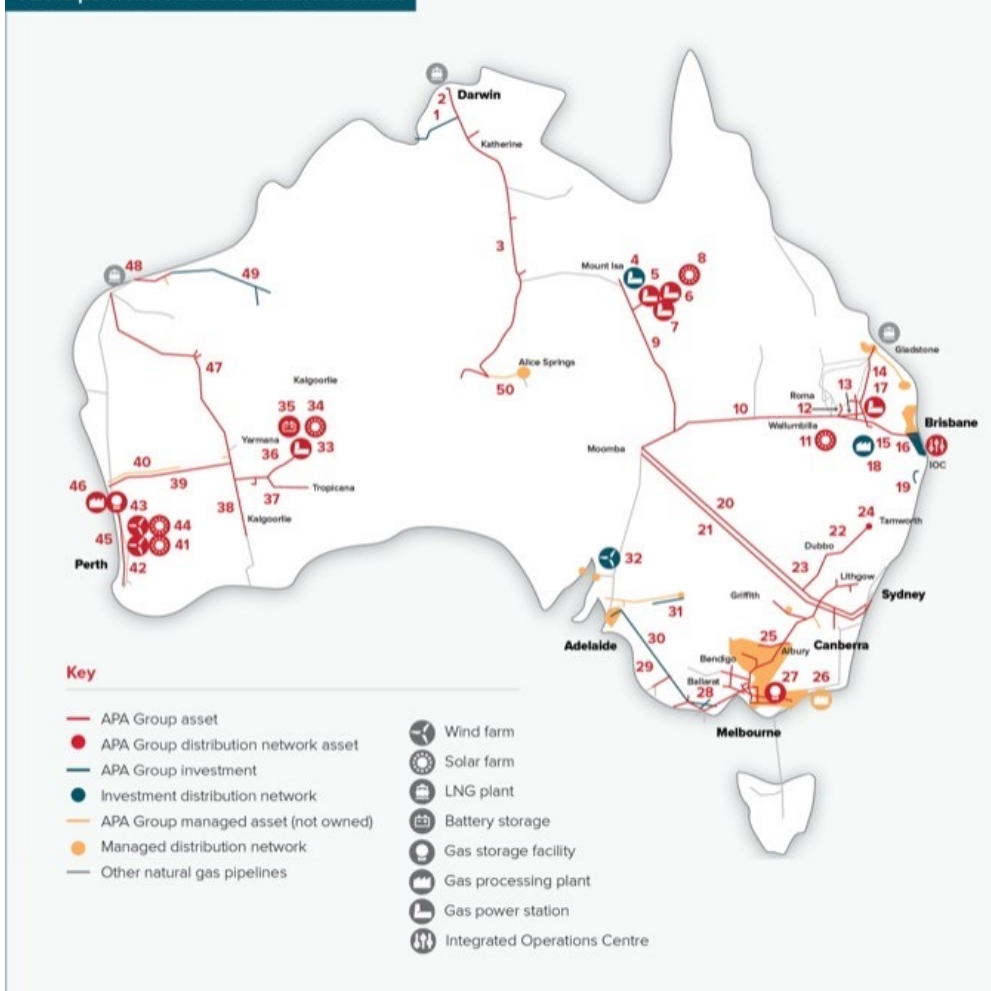 Darwin
2
1
Katherine
3
48
49
Mount Isa
4
8
5
6
7
9
47
Alice Springs
50
Gladstone
14
Kalgoorlie
35
34
13
17
Roma
12
10
Brisbane
Yarmana
36
33
Wallumbilla
11
15
16
IOC
18
Moomba
40
39
19
46
37
Tropicana
43
38
Kalgoorlie
20
24
44
21
22
Tamworth
45
41
Dubbo
Perth
42
32
23
Lithgow
Griffith
Sydney
31
Adelaide
30
25
Canberra
Albury
Bendigo
29
27
26
Ballarat
28
Melbourne
Key
APA Group asset
APA Group distribution network asset
APA Group investment
Investment distribution network
APA Group managed asset (not owned)
Managed distribution network
Other natural gas pipelines
Wind farm
Solar farm
LNG plant
Battery storage
Gas storage facility
Gas processing plant
Gas power station
Integrated Operations Centre